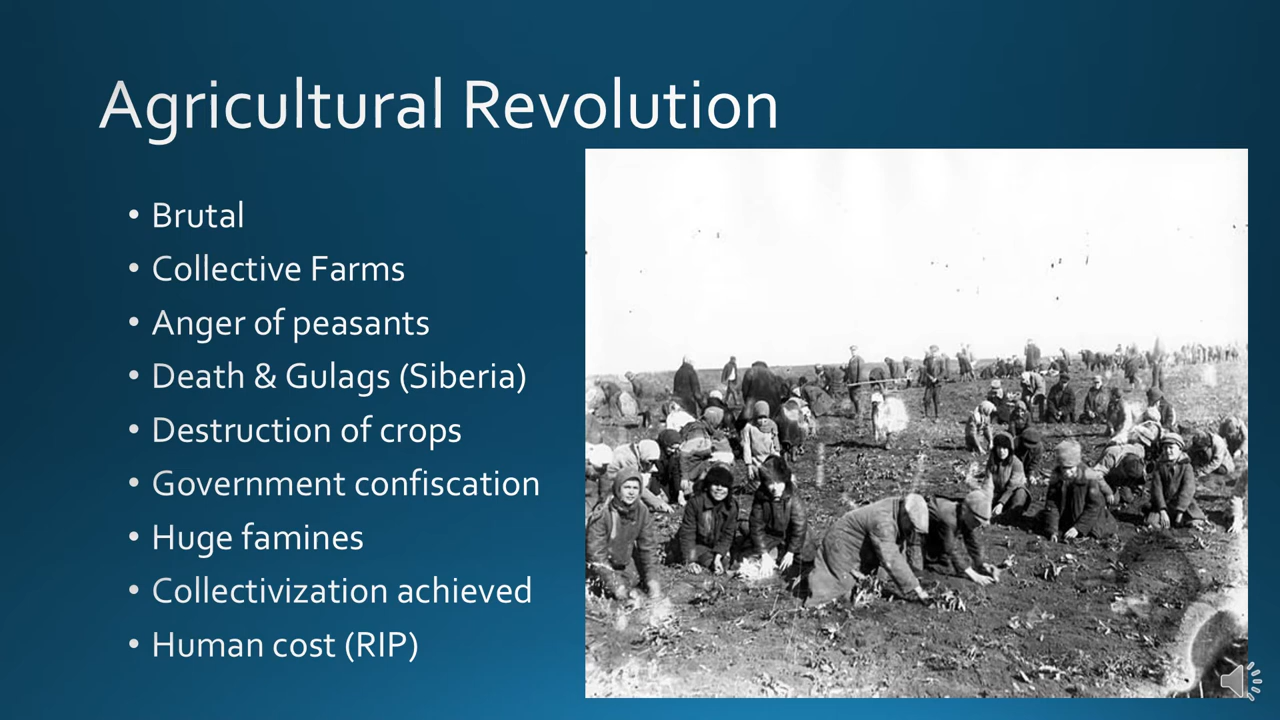 Agricultural Revolution
• Brutal
• Collective Farms
• Anger of peasants
• Death & Gulags (Siberia)
• Destruction of crops
• Government confiscation
• Huge famines
• Collectivization achieved
• Human cost (RIP)